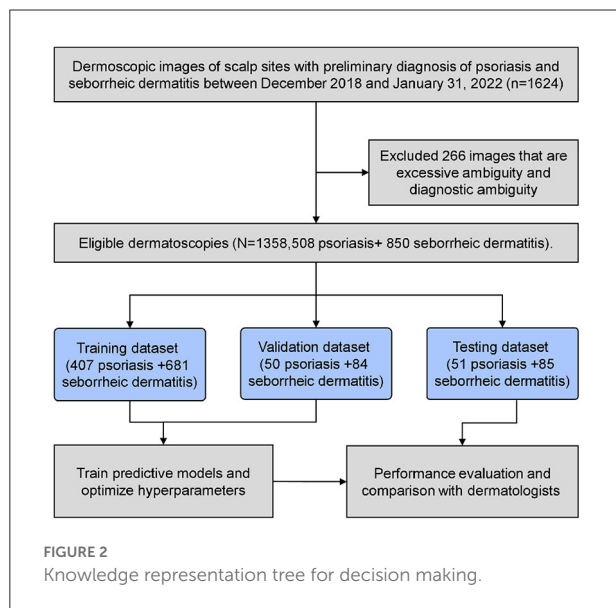 Dermoscopic images of scalp sites with preliminary diagnosis of psoriasis and
seborrheic dermatitis between December 2018 and January 31, 2022 (n=1624)
Excluded 266 images that are
excessive ambiguity and
diagnostic ambiguity
Eligible dermatoscopies (N=1358,508 psoriasis+ 850 seborrheic dermatitis).
Training dataset
(407 psoriasis +681
seborrheic dermatitis)
Validation dataset
(50 psoriasis +84
seborrheic dermatitis)
Testing dataset
(51 psoriasis +85
seborrheic dermatitis)
Train predictive models and
optimize hyperparameters
Performance evaluation and
comparison with dermatologists
FIGURE 2
Knowledge representation tree for decision making.